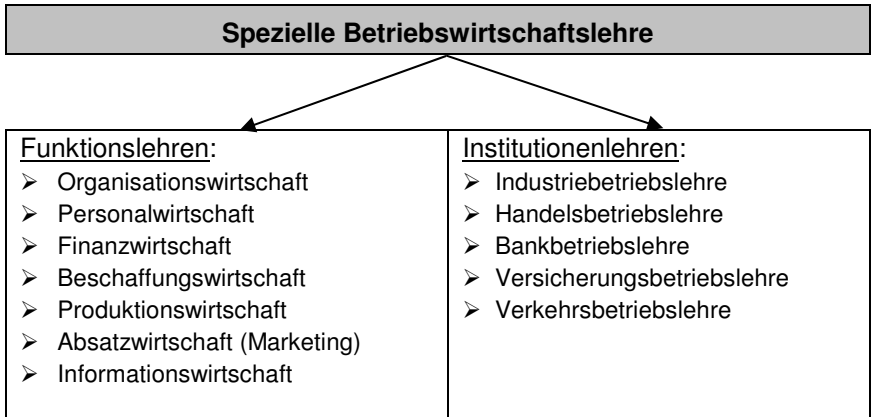 Spezielle Betriebswirtschaftslehre
Funktionslehren:
➢ Organisationswirtschaft
➢ Personalwirtschaft
➢ Finanzwirtschaft
➢ Beschaffungswirtschaft
➢ Produktionswirtschaft
➢ Absatzwirtschaft (Marketing)
➢ Informationswirtschaft
Institutionenlehren:
➢ Industriebetriebslehre
➢ Handelsbetriebslehre
➢ Bankbetriebslehre
➢ Versicherungsbetriebslehre
➢ Verkehrsbetriebslehre